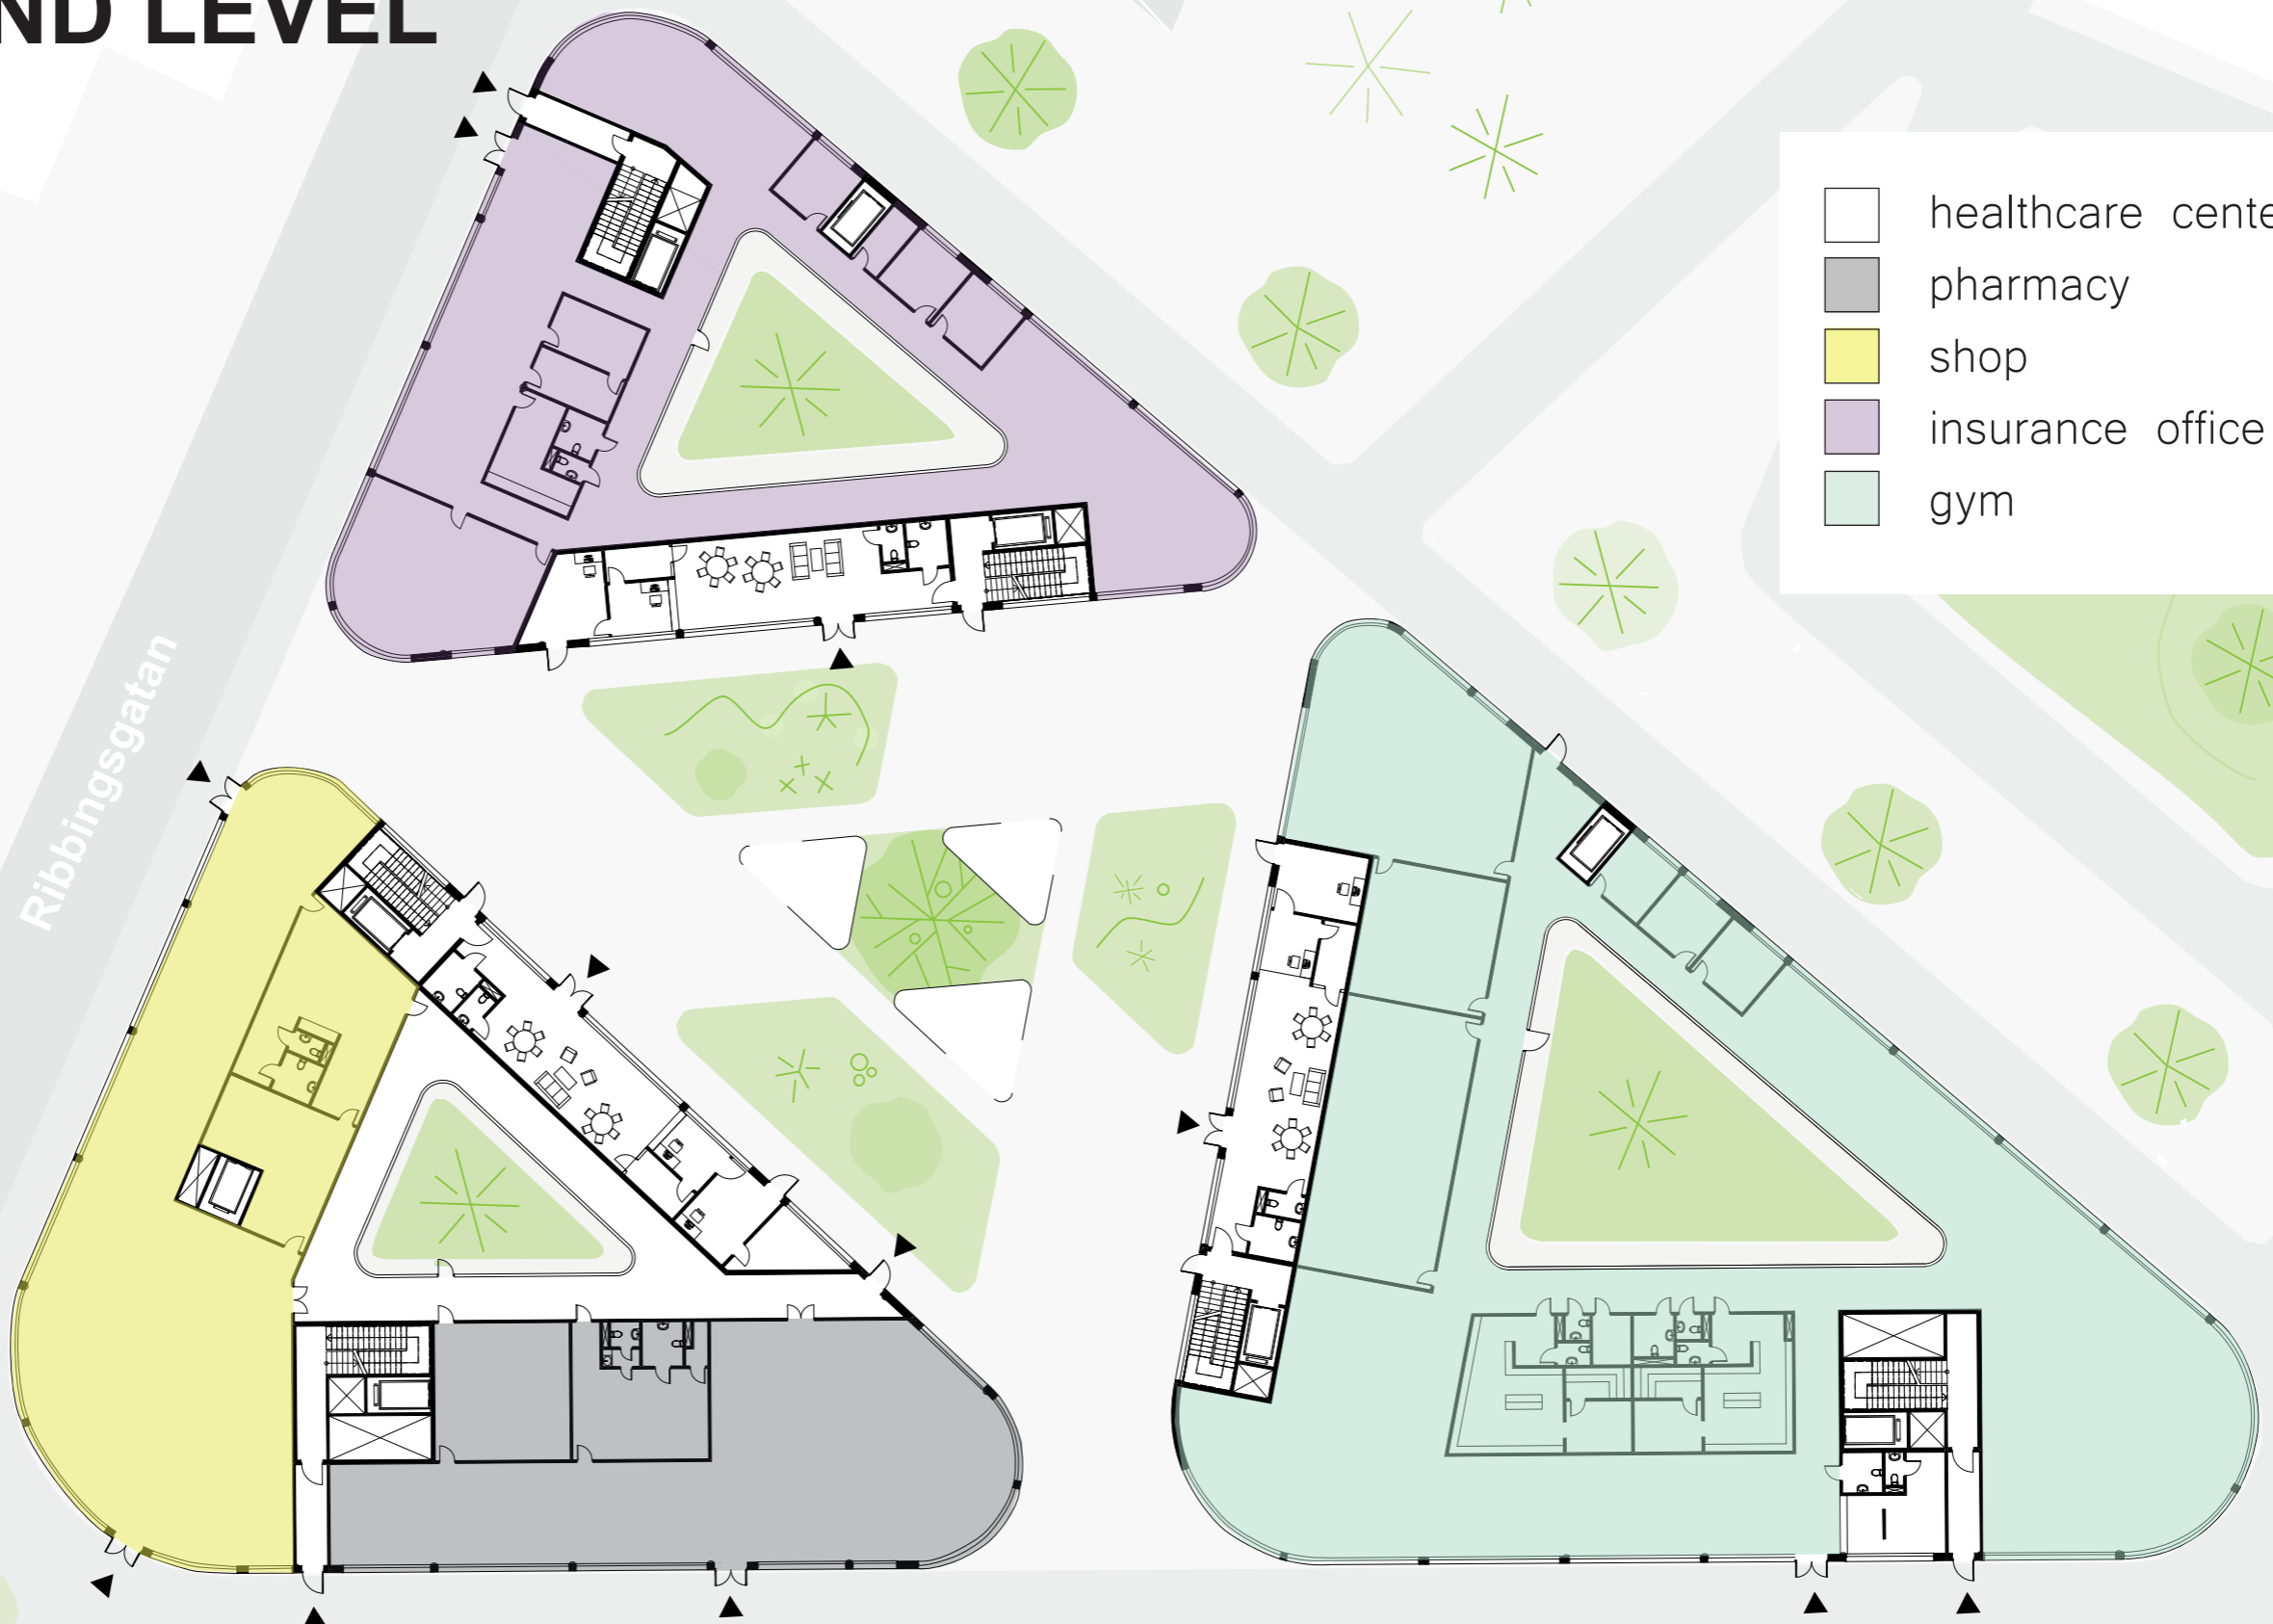 ND LEVEL
healthcare cente
pharmacy
shop
insurance office
gym
Ribbingsgatan